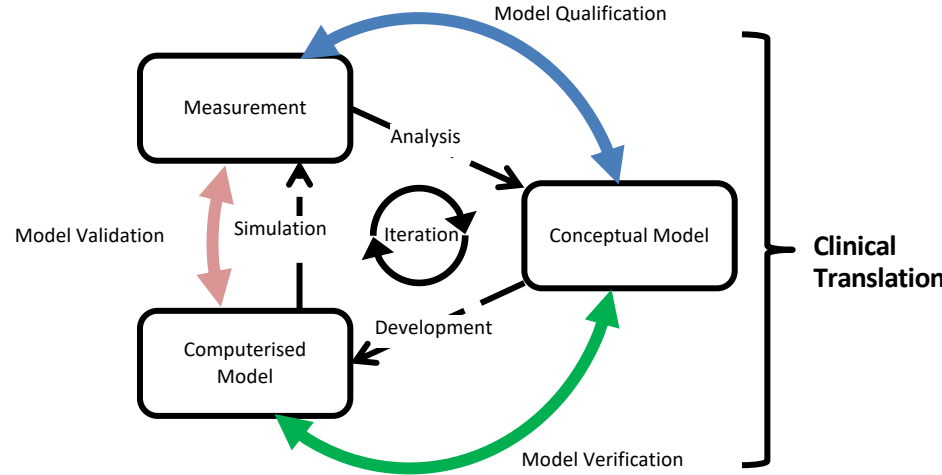 Model Qualification
Measurement
Analysis
Model Validation
Simulation
Iteration
Conceptual Model
Clinical
Translation
Development
Computerised
Model
Model Verification